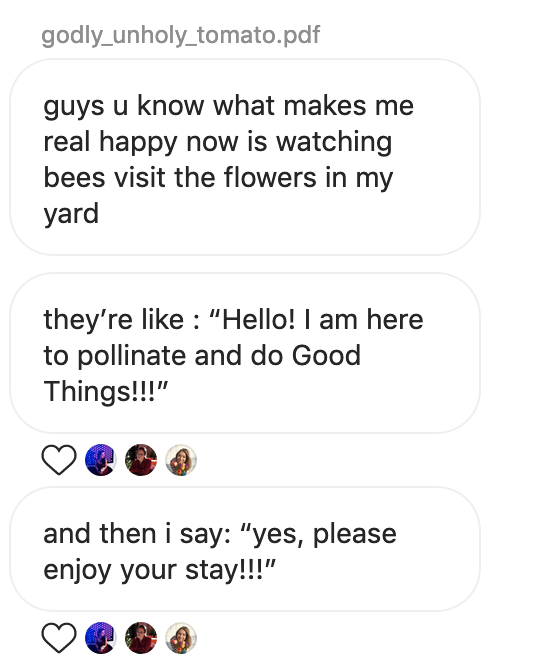 godly_unholy_tomato.pdf
guys u know what makes me
real happy now is watching
bees visit the flowers in my
yard
they’re like : “Hello! I am here
to pollinate and do Good
Things!!!”
and then i say: “yes, please
enjoy your stay!!!”